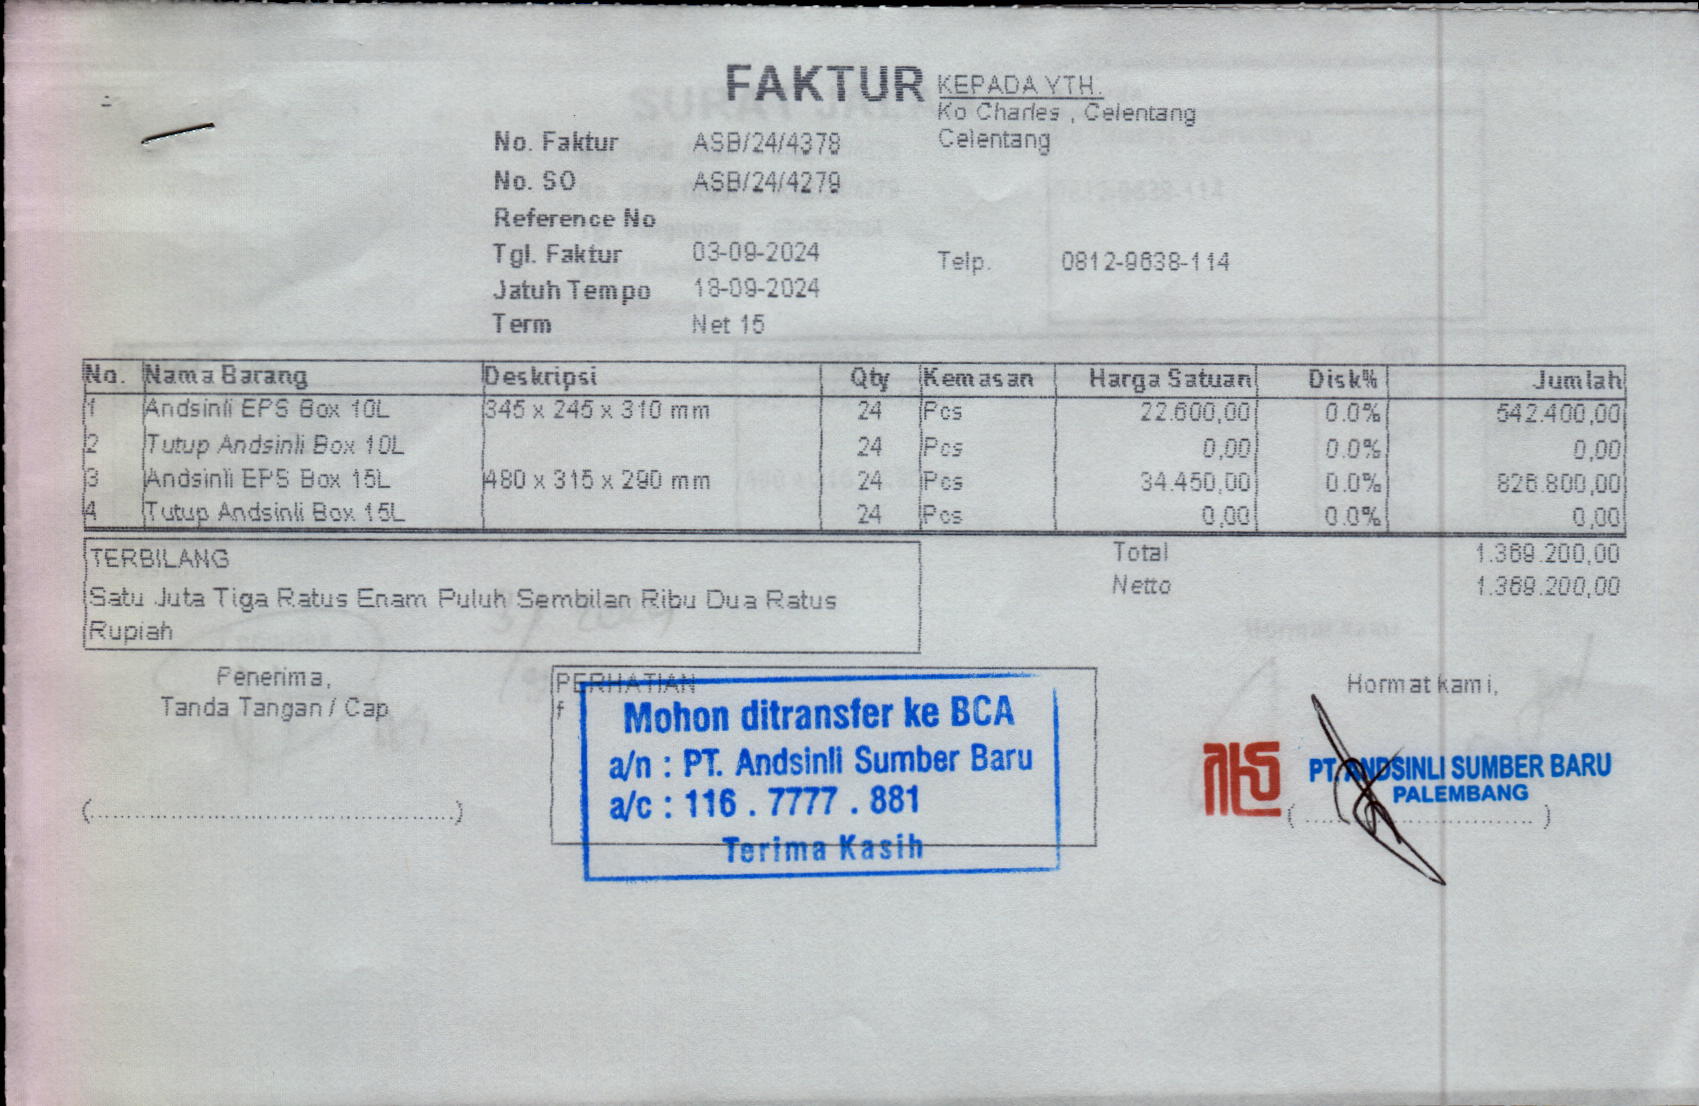 FAKTUR
KEPADA YTH.
Ko Charles , Celentang
Celentang
No. Faktur ASB/24/4378
No. SO ASB/24/4279
Reference No
Tgl. Faktur 03-09-2024
Telp. 0812-9638-114
Jatuh Tempo 18-09-2024
Term Net 15
No. Nama Barang Deskripsi Qty Kemasan Harga Satuan Disk% Jumlah
1 Andsinli EPS Box 10L 345 x 245 x 310 mm 24 Pcs 22.600,00 0.0% 542.400,00
2 Tutup Andsinli Box 10L 24 Pcs 0,00 0.0% 0,00
3 Andsinli EPS Box 15L 480 x 315 x 290 mm 24 Pcs 34.450,00 0.0% 826.800,00
4 Tutup Andsinli Box 15L 24 Pcs 0,00 0.0% 0,00
TERBILANG
Satu Juta Tiga Ratus Enam Puluh Sembilan Ribu Dua Ratus
Rupiah
Total 1.369.200,00
Netto 1.369.200,00
Penerima,
Tanda Tangan / Cap
(.............................................)
PERHATIAN
f
Mohon ditransfer ke BCA
a/n : PT. Andsinli Sumber Baru
a/c : 116 . 7777 . 881
Terima Kasih
Hormat kami,
PT. ANDSINLI SUMBER BARU
PALEMBANG
( ............................... )